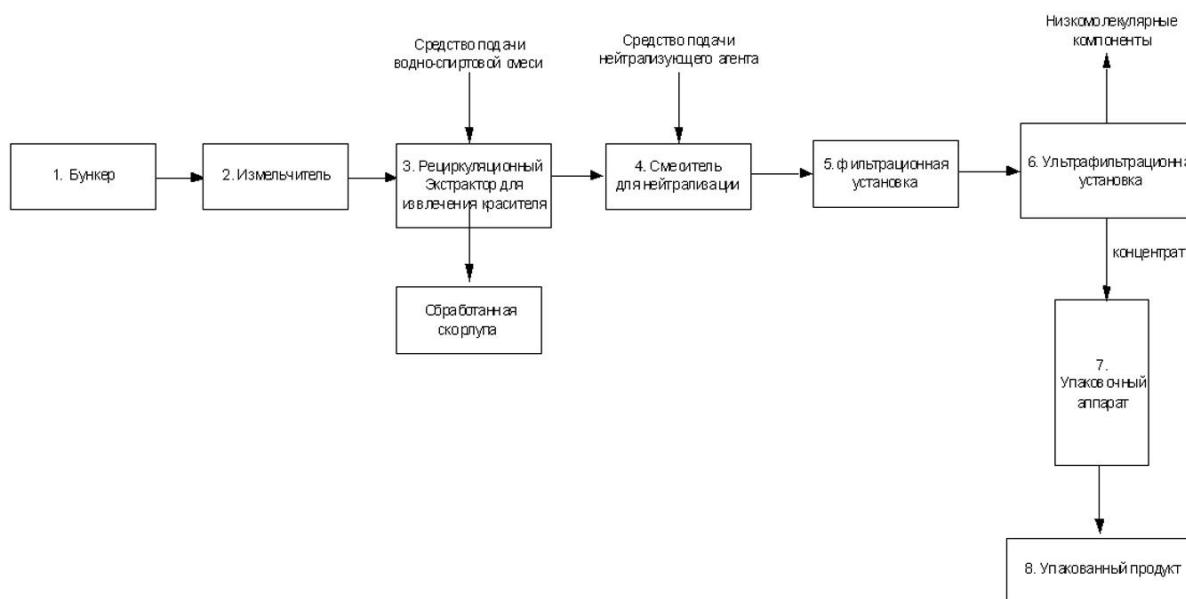 Низкомолекулярные
компоненты
Средство подачи
водно-спиртовой смеси
Средство подачи
нейтрализующего агента
1. Бункер
2. Измельчитель
3. Рециркуляционный
Экстрактор для
извлечения красителя
4. Смеситель
для нейтрализации
5. фильтрационная
установка
6. Ультрафильтрационна
установка
концентрат
Обработанная
скорлупа
7.
Упаковочный
аппарат
8. Упакованный продукт